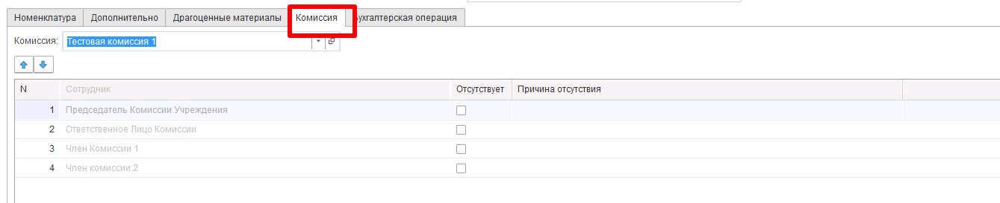 Номенклатура Дополнительно Драгоценные материалы Комиссия ухгалтерская операция
Комиссия: Тестовая комиссия 1
N Сотрудник Отсутствует Причина отсутствия
1 Председатель Комиссии Учреждения
2 Ответственное Лицо Комиссии
3 Член Комиссии 1
4 Член комиссии 2